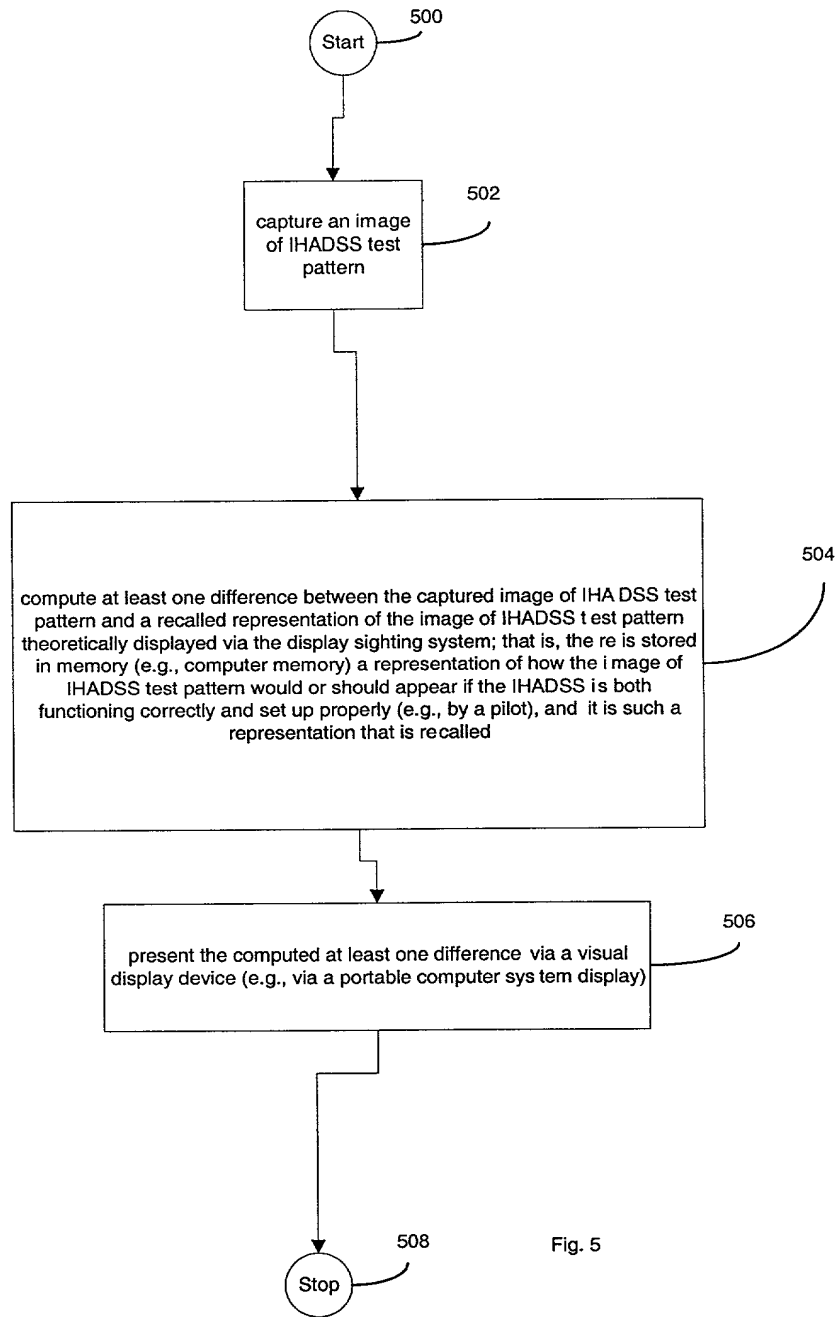 500
Start
502
capture an image
of IHADSS test
pattern
504
compute at least one difference between the captured image of IHA DSS test
pattern and a recalled representation of the image of IHADSS t est pattern
theoretically displayed via the display sighting system; that is, the re is stored
in memory (e.g., computer memory) a representation of how the i mage of
IHADSS test pattern would or should appear if the IHADSS is both
functioning correctly and set up properly (e.g., by a pilot), and it is such a
representation that is recalled
506
present the computed at least one difference via a visual
display device (e.g., via a portable computer sys tem display)
508
Stop
Fig. 5